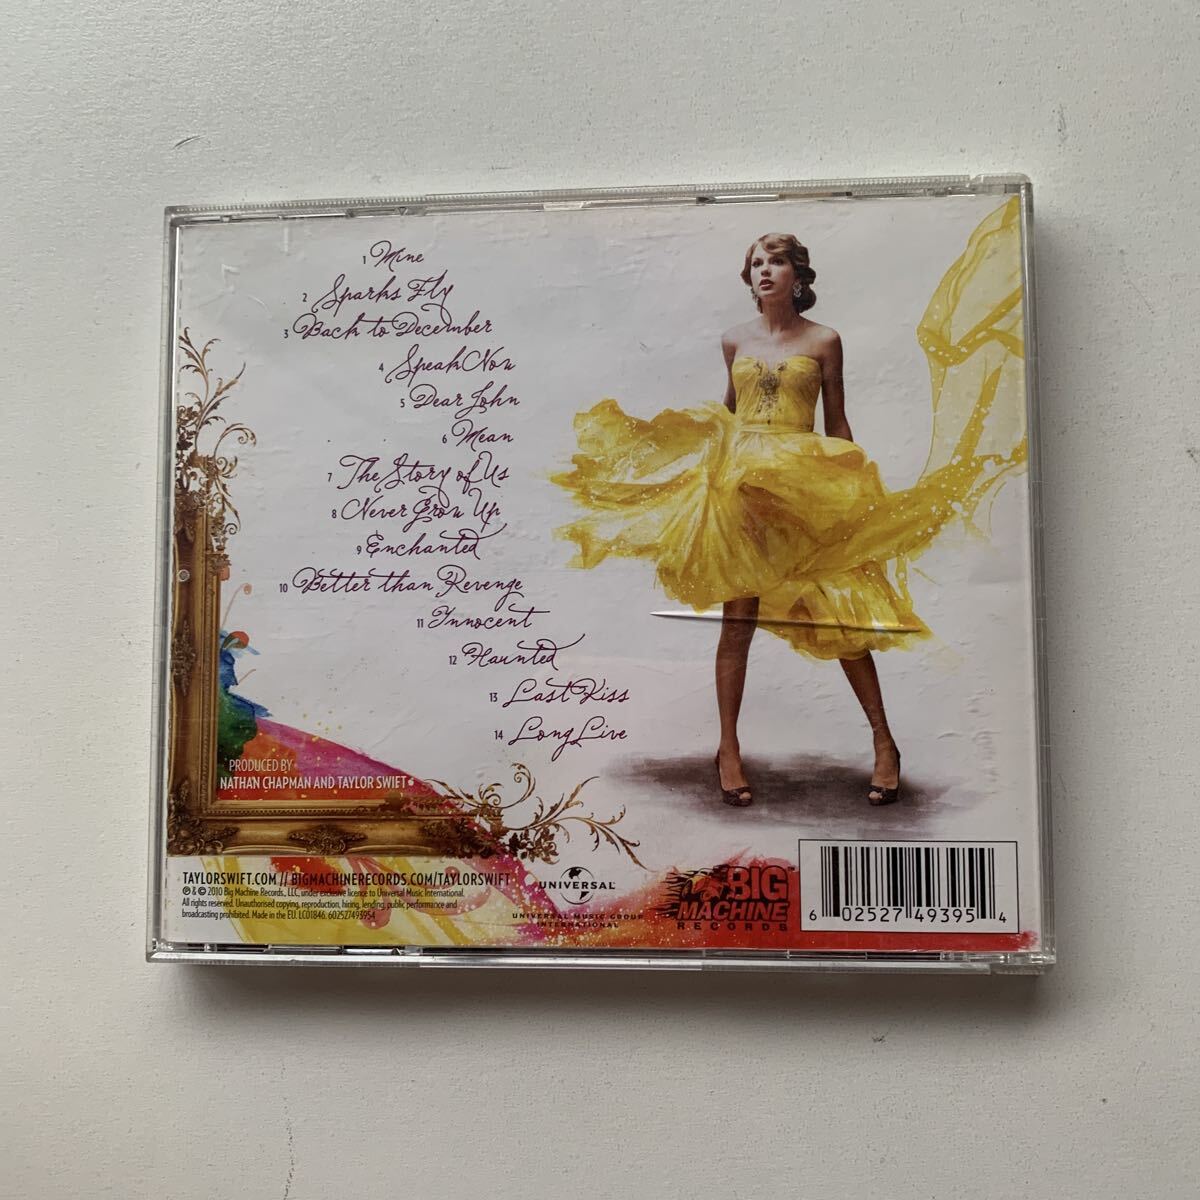 1 Mine
2 Sparks Fly
3 Back to December
4 Speak Now
5 Dear John
6 Mean
7 The Story of Us
8 Never Grow Up
9 Enchanted
10 Better than Revenge
11 Innocent
12 Haunted
13 Last Kiss
14 Long Live
PRODUCED BY
NATHAN CHAPMAN AND TAYLOR SWIFT
TAYLORSWIFT.COM // BIGMACHINERECORDS.COM/TAYLORSWIFT
℗ & © 2010 Big Machine Records, LLC, under exclusive licence to Universal Music International.
All rights reserved. Unauthorised copying, reproduction, hiring, lending, public performance and
broadcasting prohibited. Made in the EU. LC01846. 602527493954
UNIVERSAL
UNIVERSAL MUSIC GROUP
INTERNATIONAL
BIG™
MACHINE
RECORDS
6 02527 49395 4